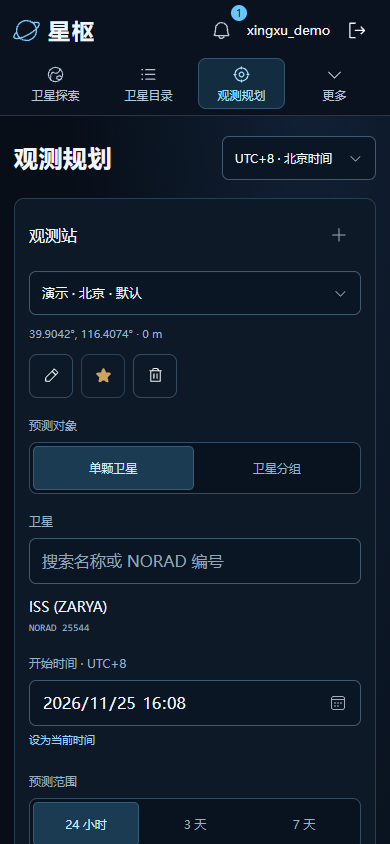 星枢
1
xingxu_demo
卫星探索
卫星目录
观测规划
更多
观测规划
UTC+8 · 北京时间
观测站
演示 · 北京 · 默认
39.9042°, 116.4074° · 0 m
预测对象
单颗卫星
卫星分组
卫星
搜索名称或 NORAD 编号
ISS (ZARYA)
NORAD 25544
开始时间 · UTC+8
2026/11/25 16:08
设为当前时间
预测范围
24 小时
3 天
7 天